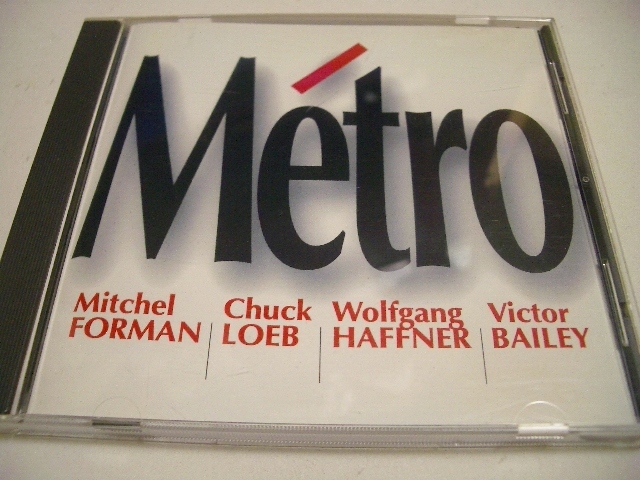 Métro
Mitchel Chuck Wolfgang Victor
FORMAN LOEB HAFFNER BAILEY